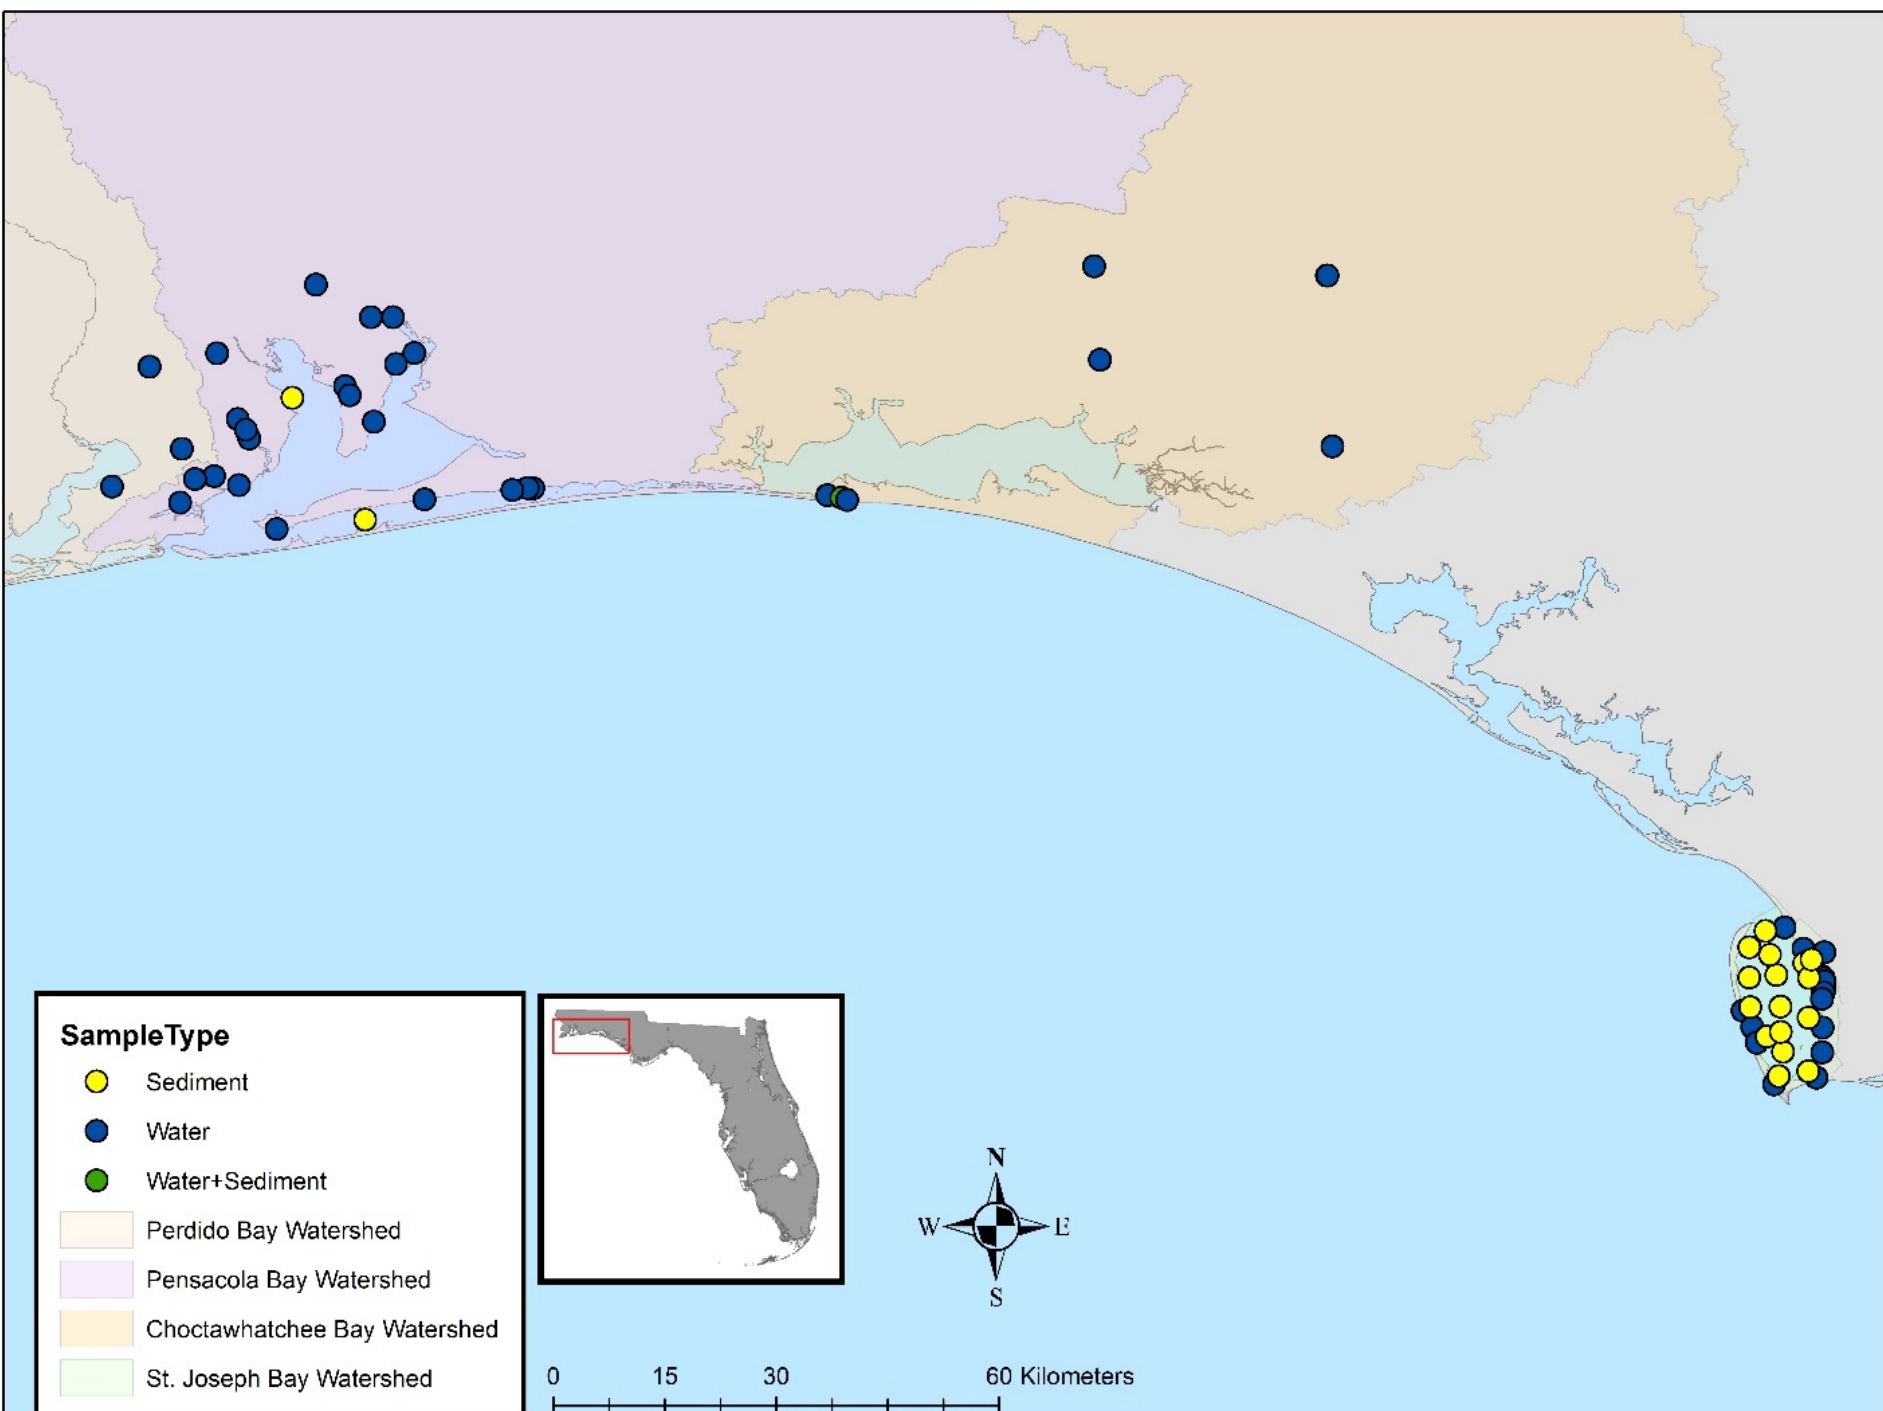 SampleType
Sediment
Water
Water+Sediment
Perdido Bay Watershed
Pensacola Bay Watershed
Choctawhatchee Bay Watershed
St. Joseph Bay Watershed
N
W E
S
0 15 30 60 Kilometers